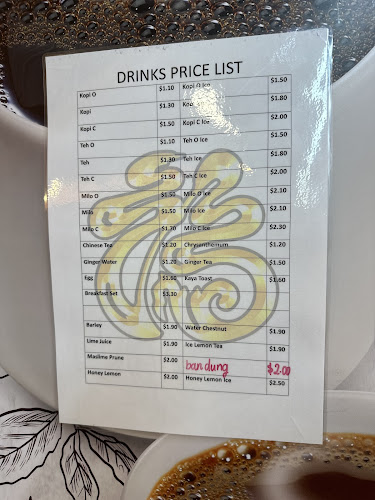 DRINKS PRICE LIST
Kopi O $1.10 Kopi O Ice $1.50
Kopi $1.30 Kopi Ice $1.80
Kopi C $1.50 Kopi C Ice $2.00
Teh O $1.10 Teh O Ice $1.50
Teh $1.30 Teh Ice $1.80
Teh C $1.50 Teh C Ice $2.00
Milo O $1.50 Milo O Ice $2.10
Milo $1.50 Milo Ice $2.10
Milo C $1.70 Milo C Ice $2.30
Chinese Tea $1.20 Chrysanthemum $1.20
Ginger Water $1.20 Ginger Tea $1.50
Egg $1.60 Kaya Toast $1.60
Breakfast Set $3.30
Barley $1.90 Water Chestnut $1.90
Lime Juice $1.90 Ice Lemon Tea $1.90
Maslime Prune $2.00 bandung $2.00
Honey Lemon $2.00 Honey Lemon Ice $2.50